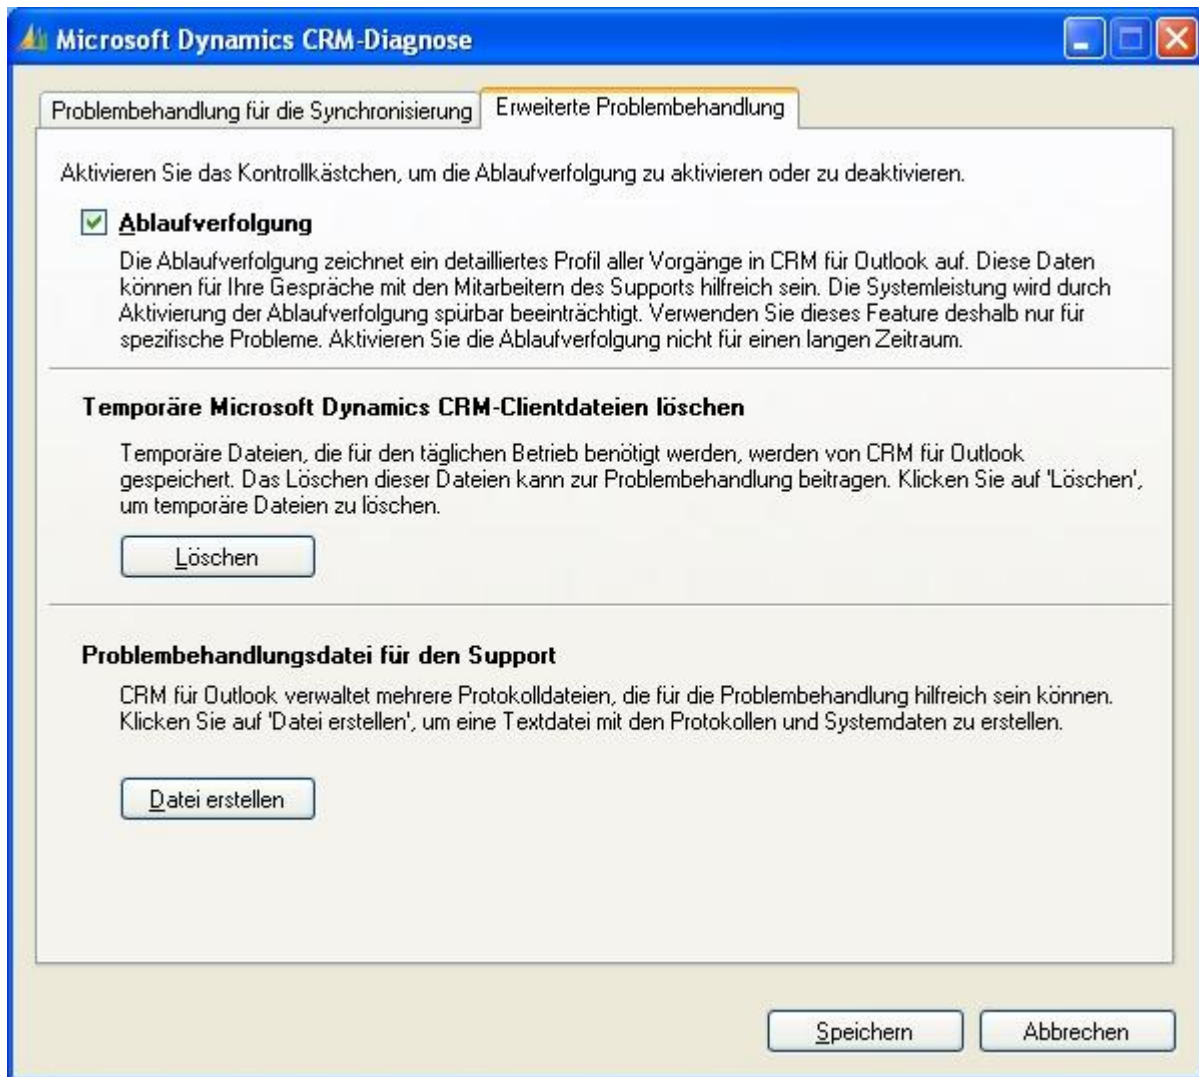 Microsoft Dynamics CRM-Diagnose
Problembehandlung für die Synchronisierung
Erweiterte Problembehandlung
Aktivieren Sie das Kontrollkästchen, um die Ablaufverfolgung zu aktivieren oder zu deaktivieren.
Ablaufverfolgung
Die Ablaufverfolgung zeichnet ein detailliertes Profil aller Vorgänge in CRM für Outlook auf. Diese Daten
können für Ihre Gespräche mit den Mitarbeitern des Supports hilfreich sein. Die Systemleistung wird durch
Aktivierung der Ablaufverfolgung spürbar beeinträchtigt. Verwenden Sie dieses Feature deshalb nur für
spezifische Probleme. Aktivieren Sie die Ablaufverfolgung nicht für einen langen Zeitraum.
Temporäre Microsoft Dynamics CRM-Clientdateien löschen
Temporäre Dateien, die für den täglichen Betrieb benötigt werden, werden von CRM für Outlook
gespeichert. Das Löschen dieser Dateien kann zur Problembehandlung beitragen. Klicken Sie auf 'Löschen',
um temporäre Dateien zu löschen.
Löschen
Problembehandlungsdatei für den Support
CRM für Outlook verwaltet mehrere Protokolldateien, die für die Problembehandlung hilfreich sein können.
Klicken Sie auf 'Datei erstellen', um eine Textdatei mit den Protokollen und Systemdaten zu erstellen.
Datei erstellen
Speichern
Abbrechen